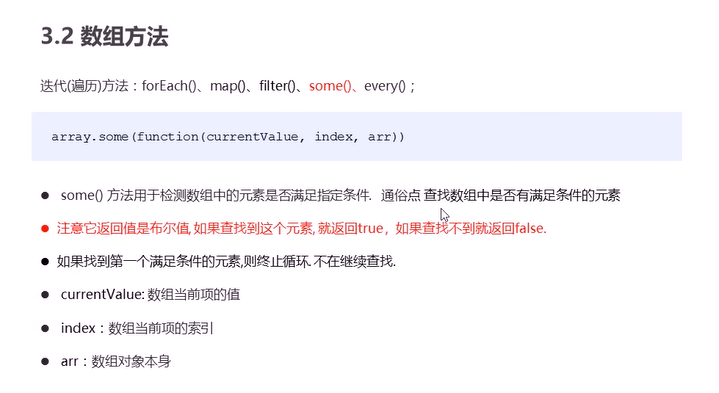 3.2 数组方法
迭代(遍历)方法：forEach()、map()、filter()、some()、every()；
array.some(function(currentValue, index, arr))
● some() 方法用于检测数组中的元素是否满足指定条件. 通俗点 查找数组中是否有满足条件的元素
● 注意它返回值是布尔值, 如果查找到这个元素, 就返回true， 如果查找不到就返回false.
● 如果找到第一个满足条件的元素,则终止循环. 不在继续查找.
● currentValue: 数组当前项的值
● index：数组当前项的索引
● arr：数组对象本身